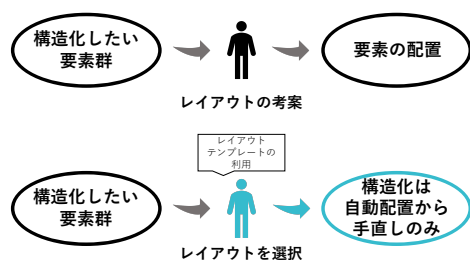 構造化したい
要素群
要素の配置
レイアウトの考案
レイアウト
テンプレートの
利用
構造化したい
要素群
構造化は
自動配置から
手直しのみ
レイアウトを選択